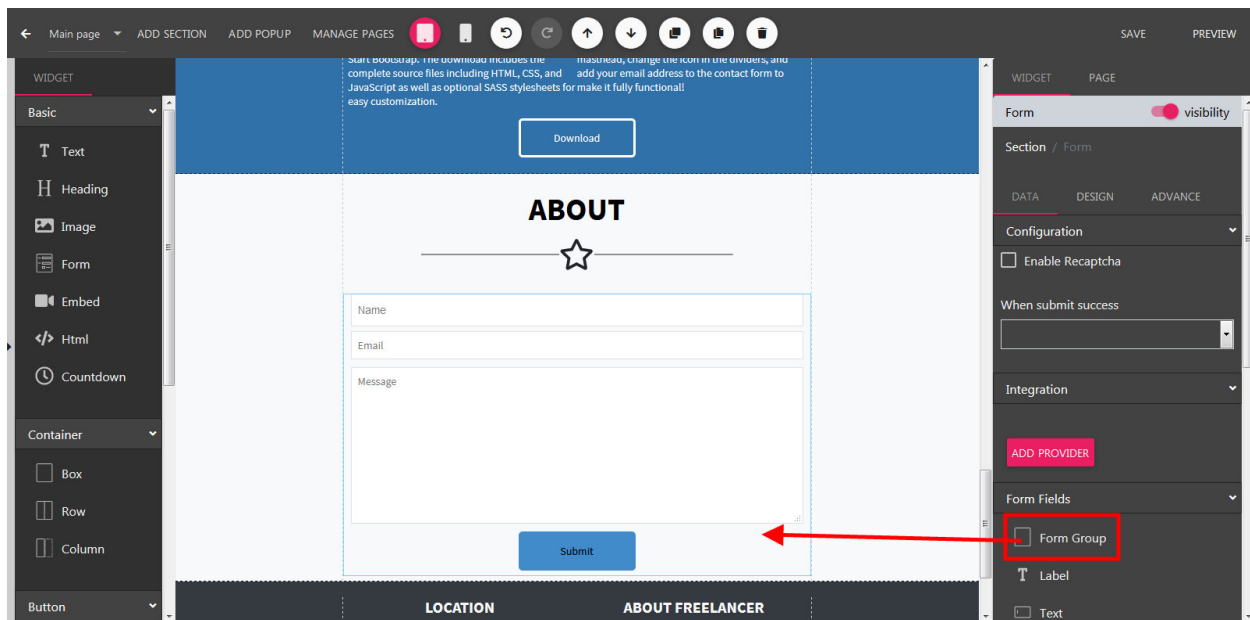 Main page ADD SECTION ADD POPUP MANAGE PAGES SAVE PREVIEW
WIDGET
Basic
Text
Heading
Image
Form
Embed
Html
Countdown
Container
Box
Row
Column
Button
Start Bootstrap. The download includes the
complete source files including HTML, CSS, and
JavaScript as well as optional SASS stylesheets for
easy customization.
masthead, change the icon in the dividers, and
add your email address to the contact form to
make it fully functional!
Download
ABOUT
Name
Email
Message
Submit
LOCATION ABOUT FREELANCER
WIDGET PAGE
Form visibility
Section / Form
DATA DESIGN ADVANCE
Configuration
Enable Recaptcha
When submit success
Integration
ADD PROVIDER
Form Fields
Form Group
Label
Text